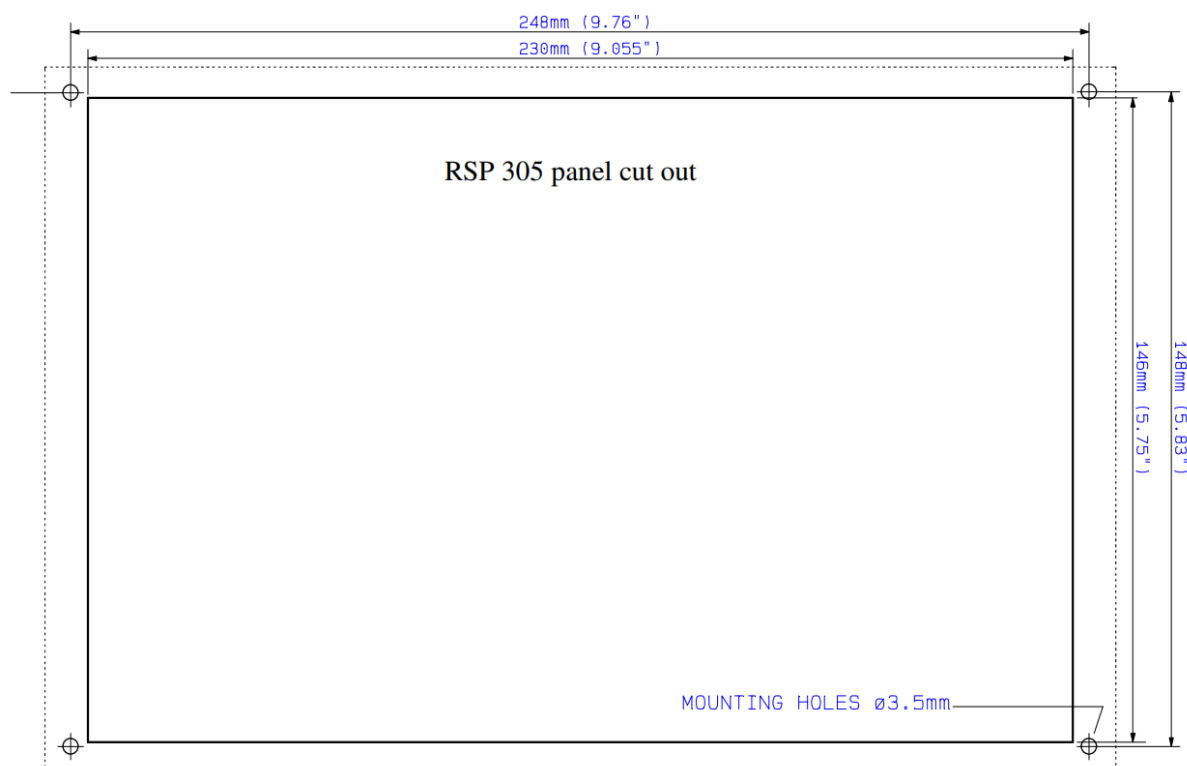 248mm (9.76")
230mm (9.055")
RSP 305 panel cut out
146mm (5.75")
148mm (5.83")
MOUNTING HOLES ø3.5mm